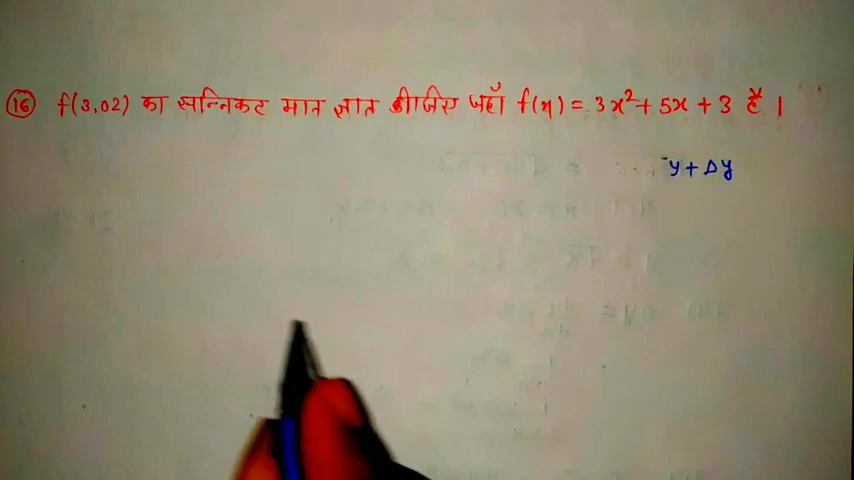 (16) f(3.02) का सन्निकट मान ज्ञात कीजिए जहाँ f(x) = 3x² + 5x + 3 है।
y + Δy